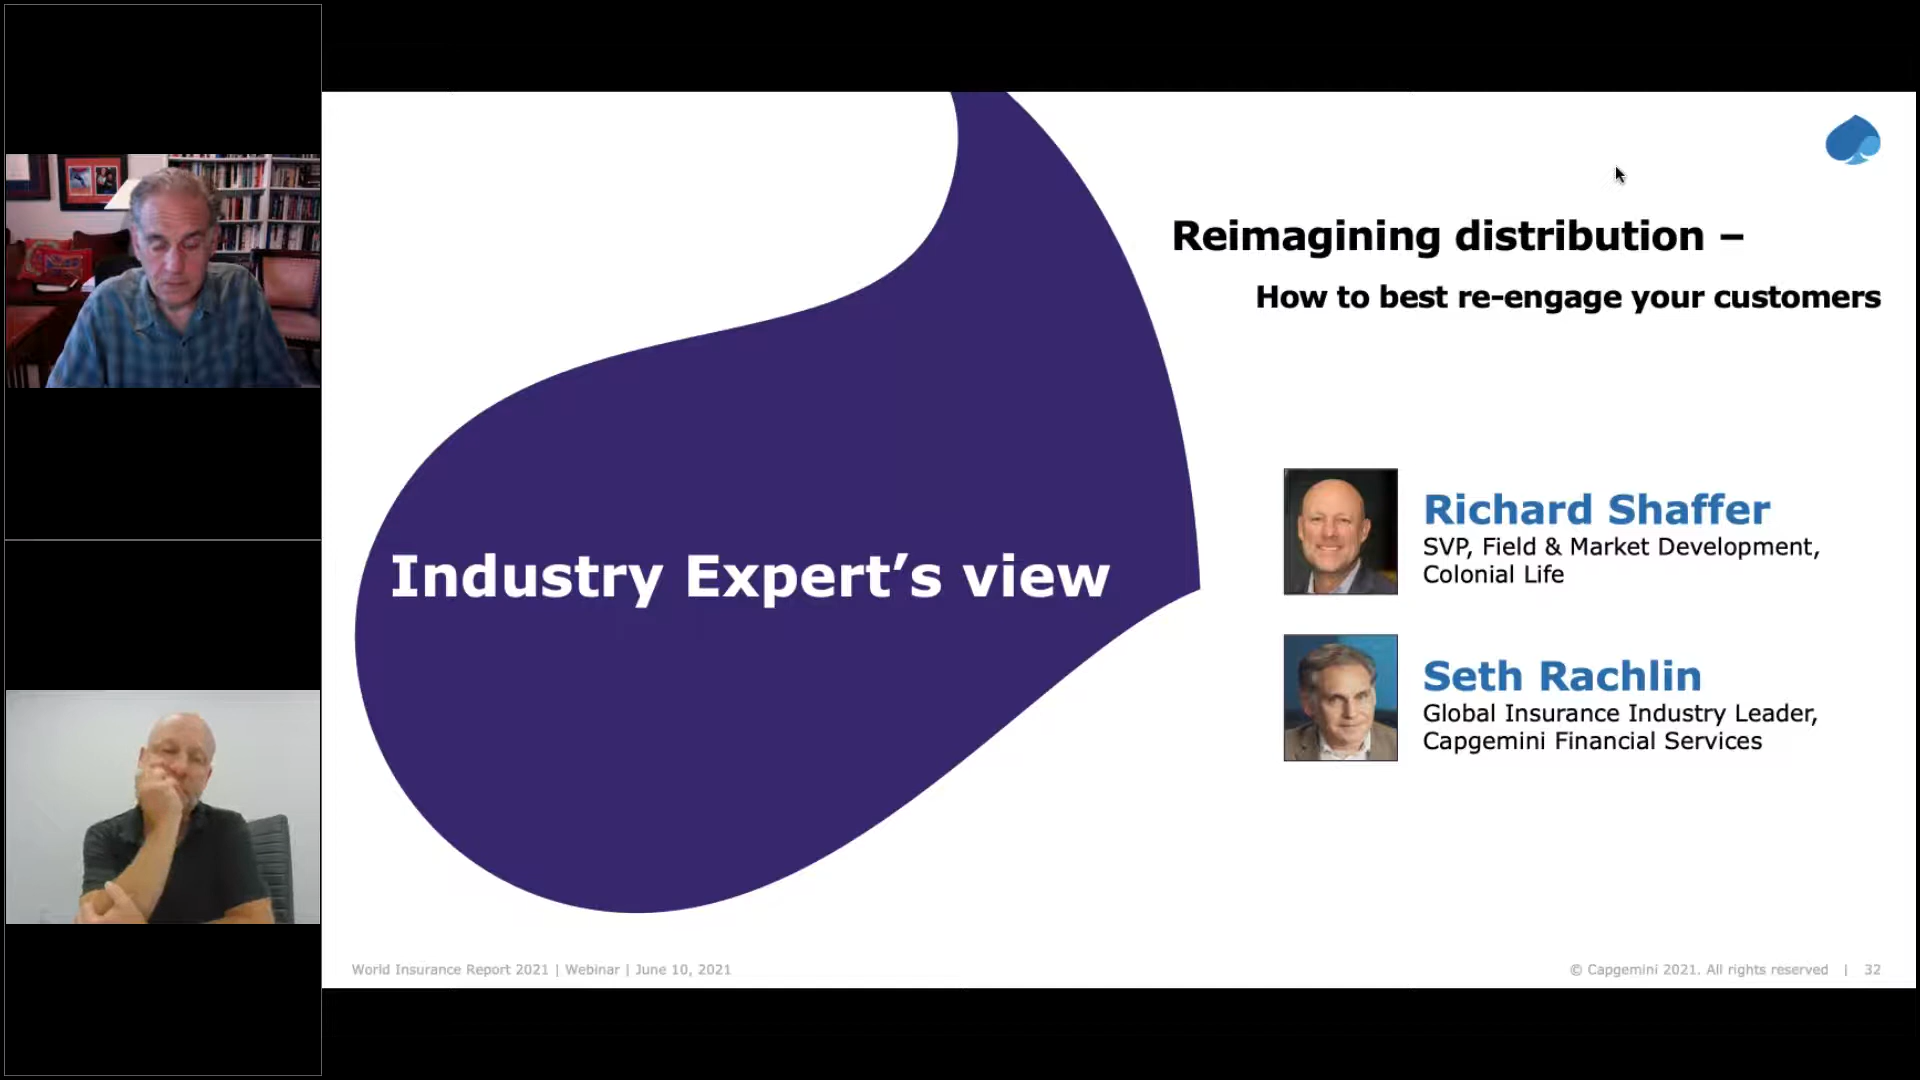 Reimagining distribution –
How to best re-engage your customers
Industry Expert’s view
Richard Shaffer
SVP, Field & Market Development,
Colonial Life
Seth Rachlin
Global Insurance Industry Leader,
Capgemini Financial Services
World Insurance Report 2021 | Webinar | June 10, 2021
© Capgemini 2021. All rights reserved | 32